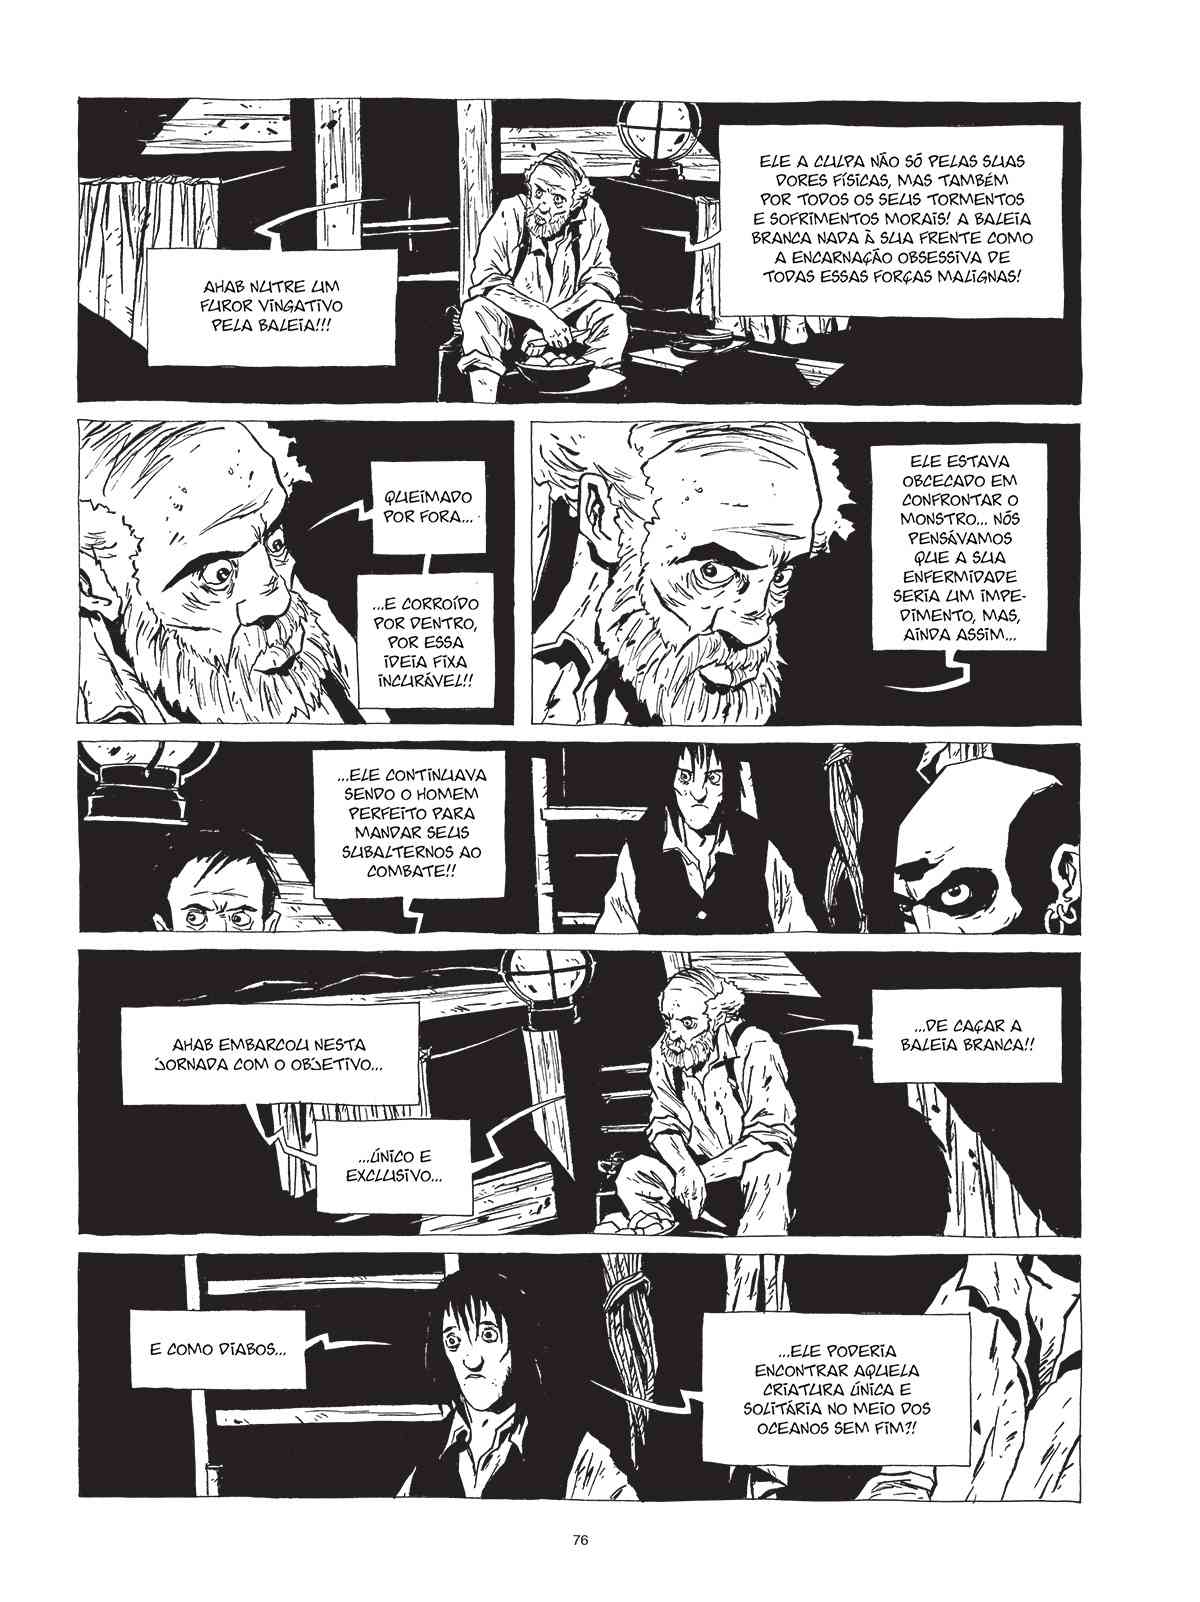 AHAB NUTRE UM
FUROR VINGATIVO
PELA BALEIA!!!
ELE A CULPA NÃO SÓ PELAS SUAS
DORES FÍSICAS, MAS TAMBÉM
POR TODOS OS SEUS TORMENTOS
E SOFRIMENTOS MORAIS! A BALEIA
BRANCA NADA À SUA FRENTE COMO
A ENCARNAÇÃO OBSESSIVA DE
TODAS ESSAS FORÇAS MALIGNAS!
QUEIMADO
POR FORA...
...E CORROÍDO
POR DENTRO,
POR ESSA
IDEIA FIXA
INCURÁVEL!!
ELE ESTAVA
OBCECADO EM
CONFRONTAR O
MONSTRO... NÓS
PENSÁVAMOS
QUE A SUA
ENFERMIDADE
SERIA UM IMPE-
DIMENTO, MAS,
AINDA ASSIM...
...ELE CONTINUAVA
SENDO O HOMEM
PERFEITO PARA
MANDAR SEUS
SUBALTERNOS AO
COMBATE!!
AHAB EMBARCOU NESTA
JORNADA COM O OBJETIVO...
...ÚNICO E
EXCLUSIVO...
...DE CAÇAR A
BALEIA BRANCA!!
E COMO DIABOS...
...ELE PODERIA
ENCONTRAR AQUELA
CRIATURA ÚNICA E
SOLITÁRIA NO MEIO DOS
OCEANOS SEM FIM?!
76